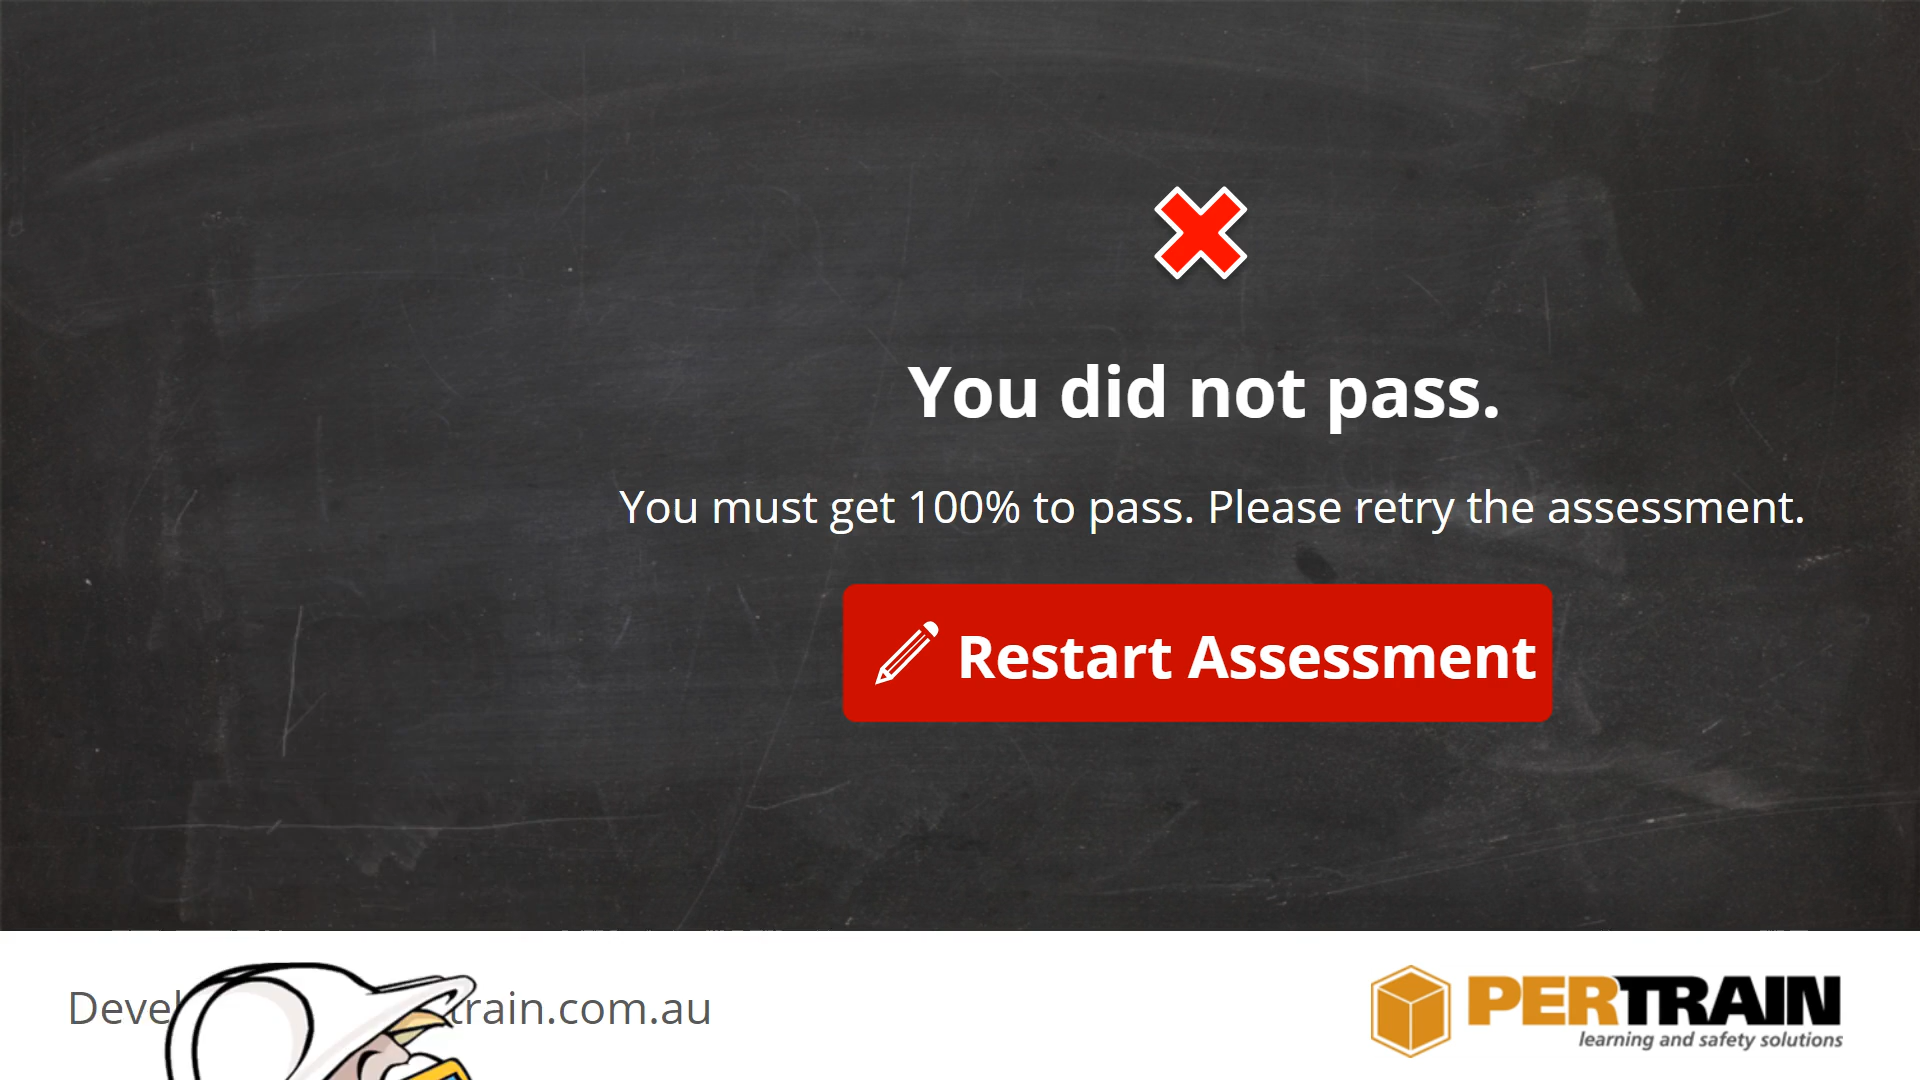 You did not pass.
You must get 100% to pass. Please retry the assessment.
Restart Assessment
Devel train.com.au
PERTRAIN
learning and safety solutions